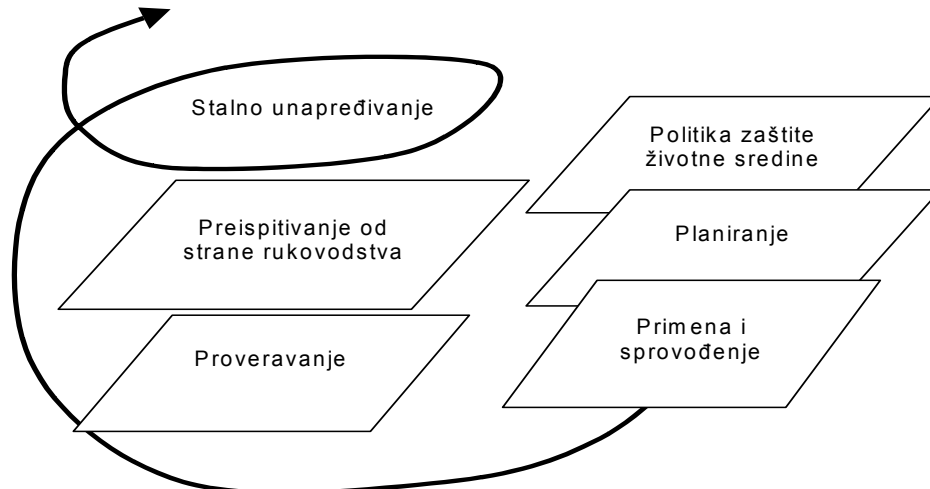 Stalno unapređivanje
Politika zaštite
životne sredine
Preispitivanje od
strane rukovodstva
Planiranje
Proveravanje
Primena i
sprovođenje